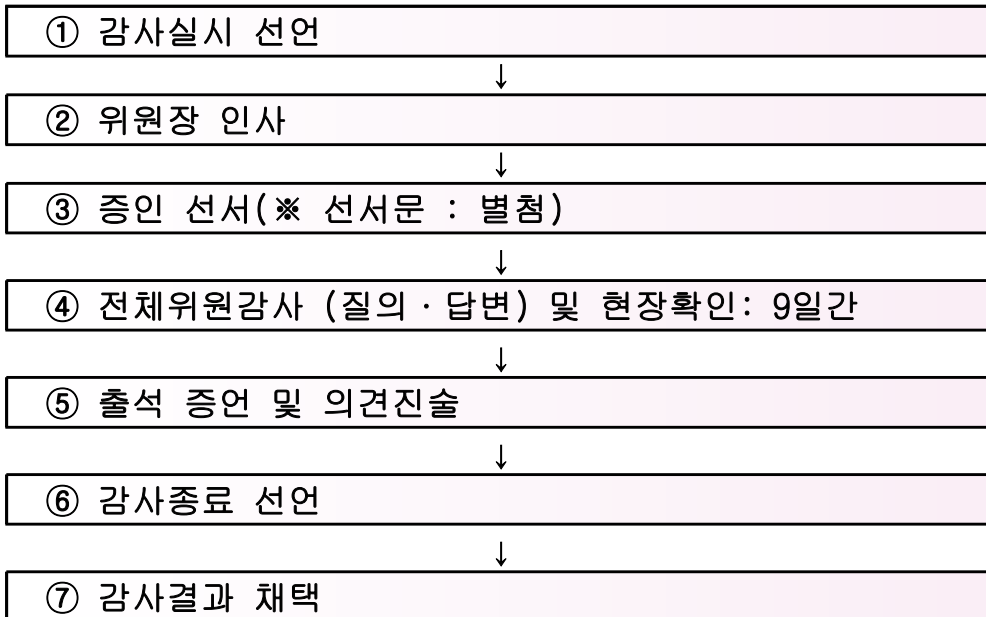 ① 감사실시 선언
↓
② 위원장 인사
↓
③ 증인 선서(※ 선서문 : 별첨)
↓
④ 전체위원감사 (질의 · 답변) 및 현장확인: 9일간
↓
⑤ 출석 증언 및 의견진술
↓
⑥ 감사종료 선언
↓
⑦ 감사결과 채택